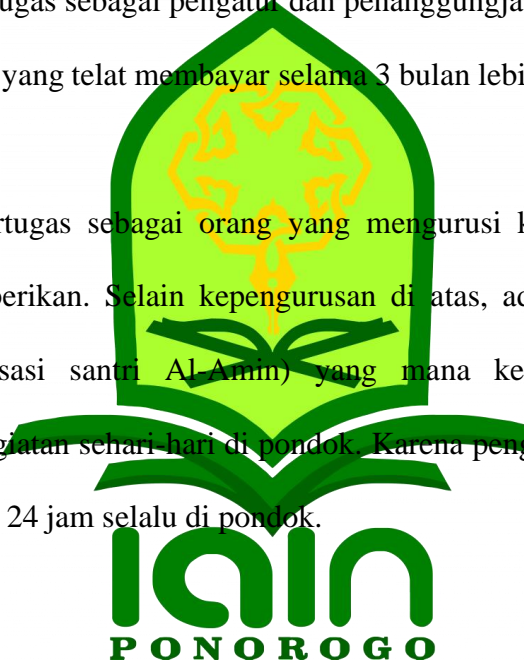 tugas sebagai pengatur dan
yang telat membayar selama 3 bulan lebi
rtugas sebagai orang yang mengurusi k
berikan. Selain kepengurusan di atas, ad
sasi santri Al-Amin) yang mana ke
giatan sehari-hari di pondok. Karena peng
24 jam selalu di pondok.
iain
PONOROGO